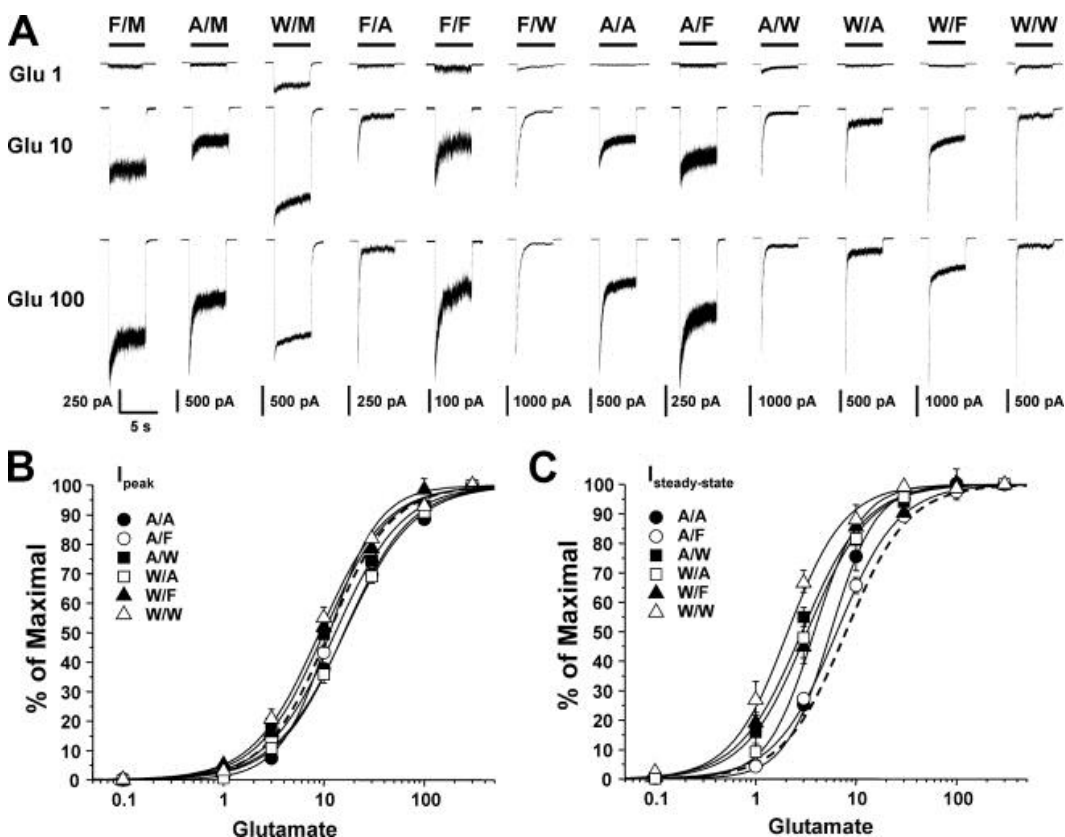 A
F/M A/M W/M F/A F/F F/W A/A A/F A/W W/A W/F W/W
Glu 1
Glu 10
Glu 100
250 pA 500 pA 500 pA 250 pA 100 pA 1000 pA 500 pA 250 pA 1000 pA 500 pA 1000 pA 500 pA
5 s
B
I peak
A/A
A/F
A/W
W/A
W/F
W/W
% of Maximal
100
90
80
70
60
50
40
30
20
10
0
0.1 1 10 100
Glutamate
C
I steady-state
A/A
A/F
A/W
W/A
W/F
W/W
% of Maximal
100
90
80
70
60
50
40
30
20
10
0
0.1 1 10 100
Glutamate